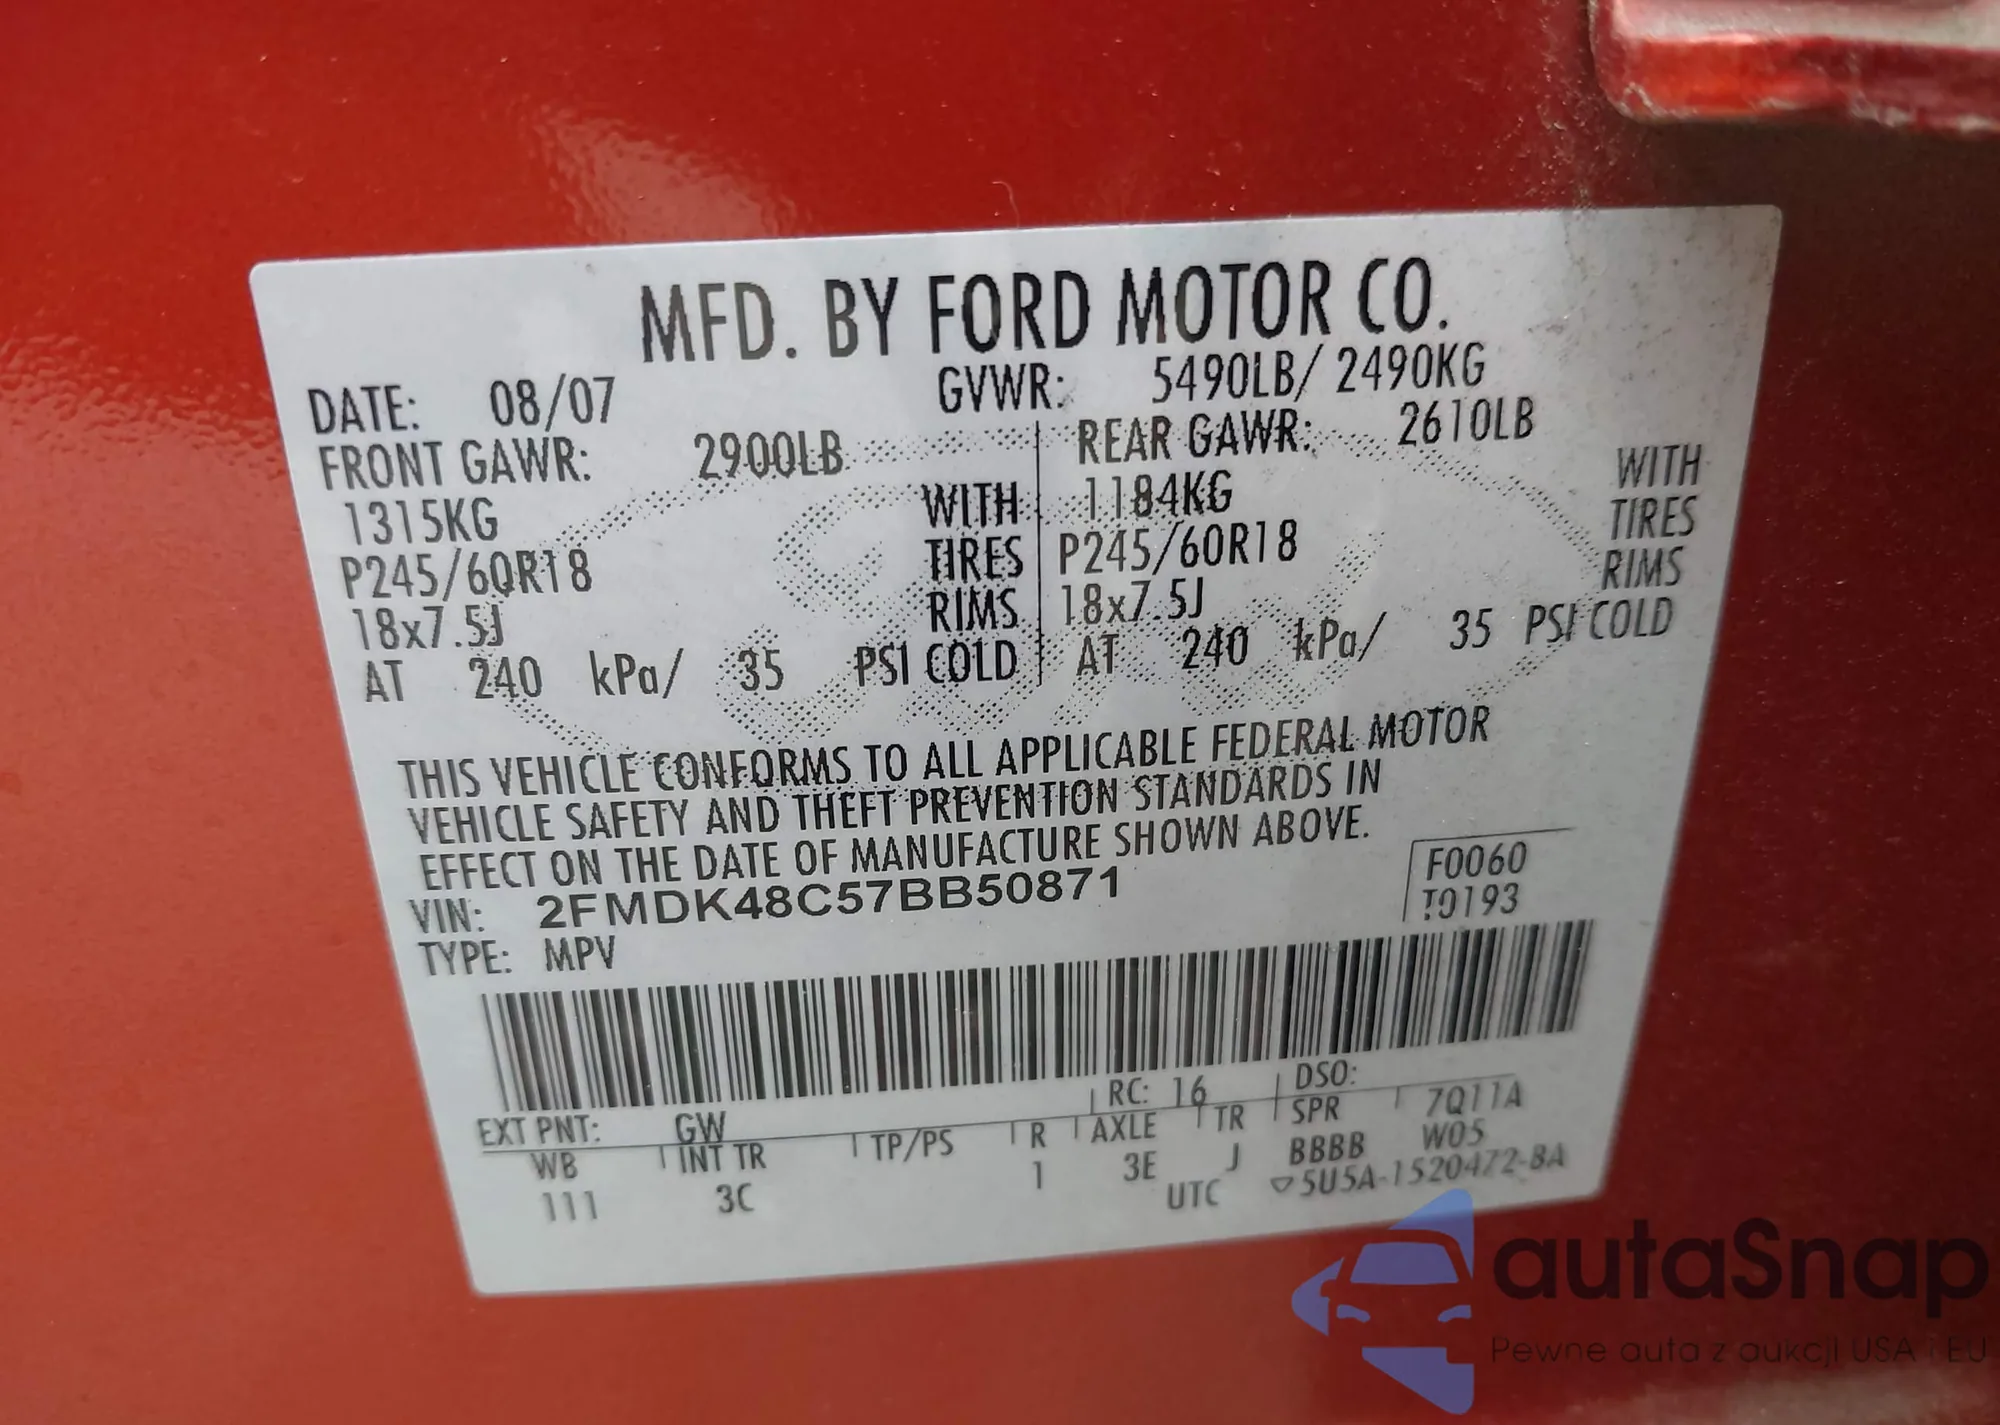 MFD. BY FORD MOTOR CO.
DATE: 08/07 GVWR: 5490LB/ 2490KG
FRONT GAWR: 2900LB REAR GAWR: 2610LB
1315KG WITH 1184KG WITH
P245/60R18 TIRES P245/60R18 TIRES
18x7.5J RIMS 18x7.5J RIMS
AT 240 kPa/ 35 PSI COLD AT 240 kPa/ 35 PSI COLD
THIS VEHICLE CONFORMS TO ALL APPLICABLE FEDERAL MOTOR
VEHICLE SAFETY AND THEFT PREVENTION STANDARDS IN
EFFECT ON THE DATE OF MANUFACTURE SHOWN ABOVE.
VIN: 2FMDK48C57BB50871 F0060
TYPE: MPV T0193
EXT PNT: GW RC: 16 DSO:
WB INT TR TP/PS R AXLE TR SPR 7Q11A
111 3C 1 3E J BBBB W05
UTC ▽5U5A-1520472-BA
autaSnap
Pewne auta z aukcji USA i EU